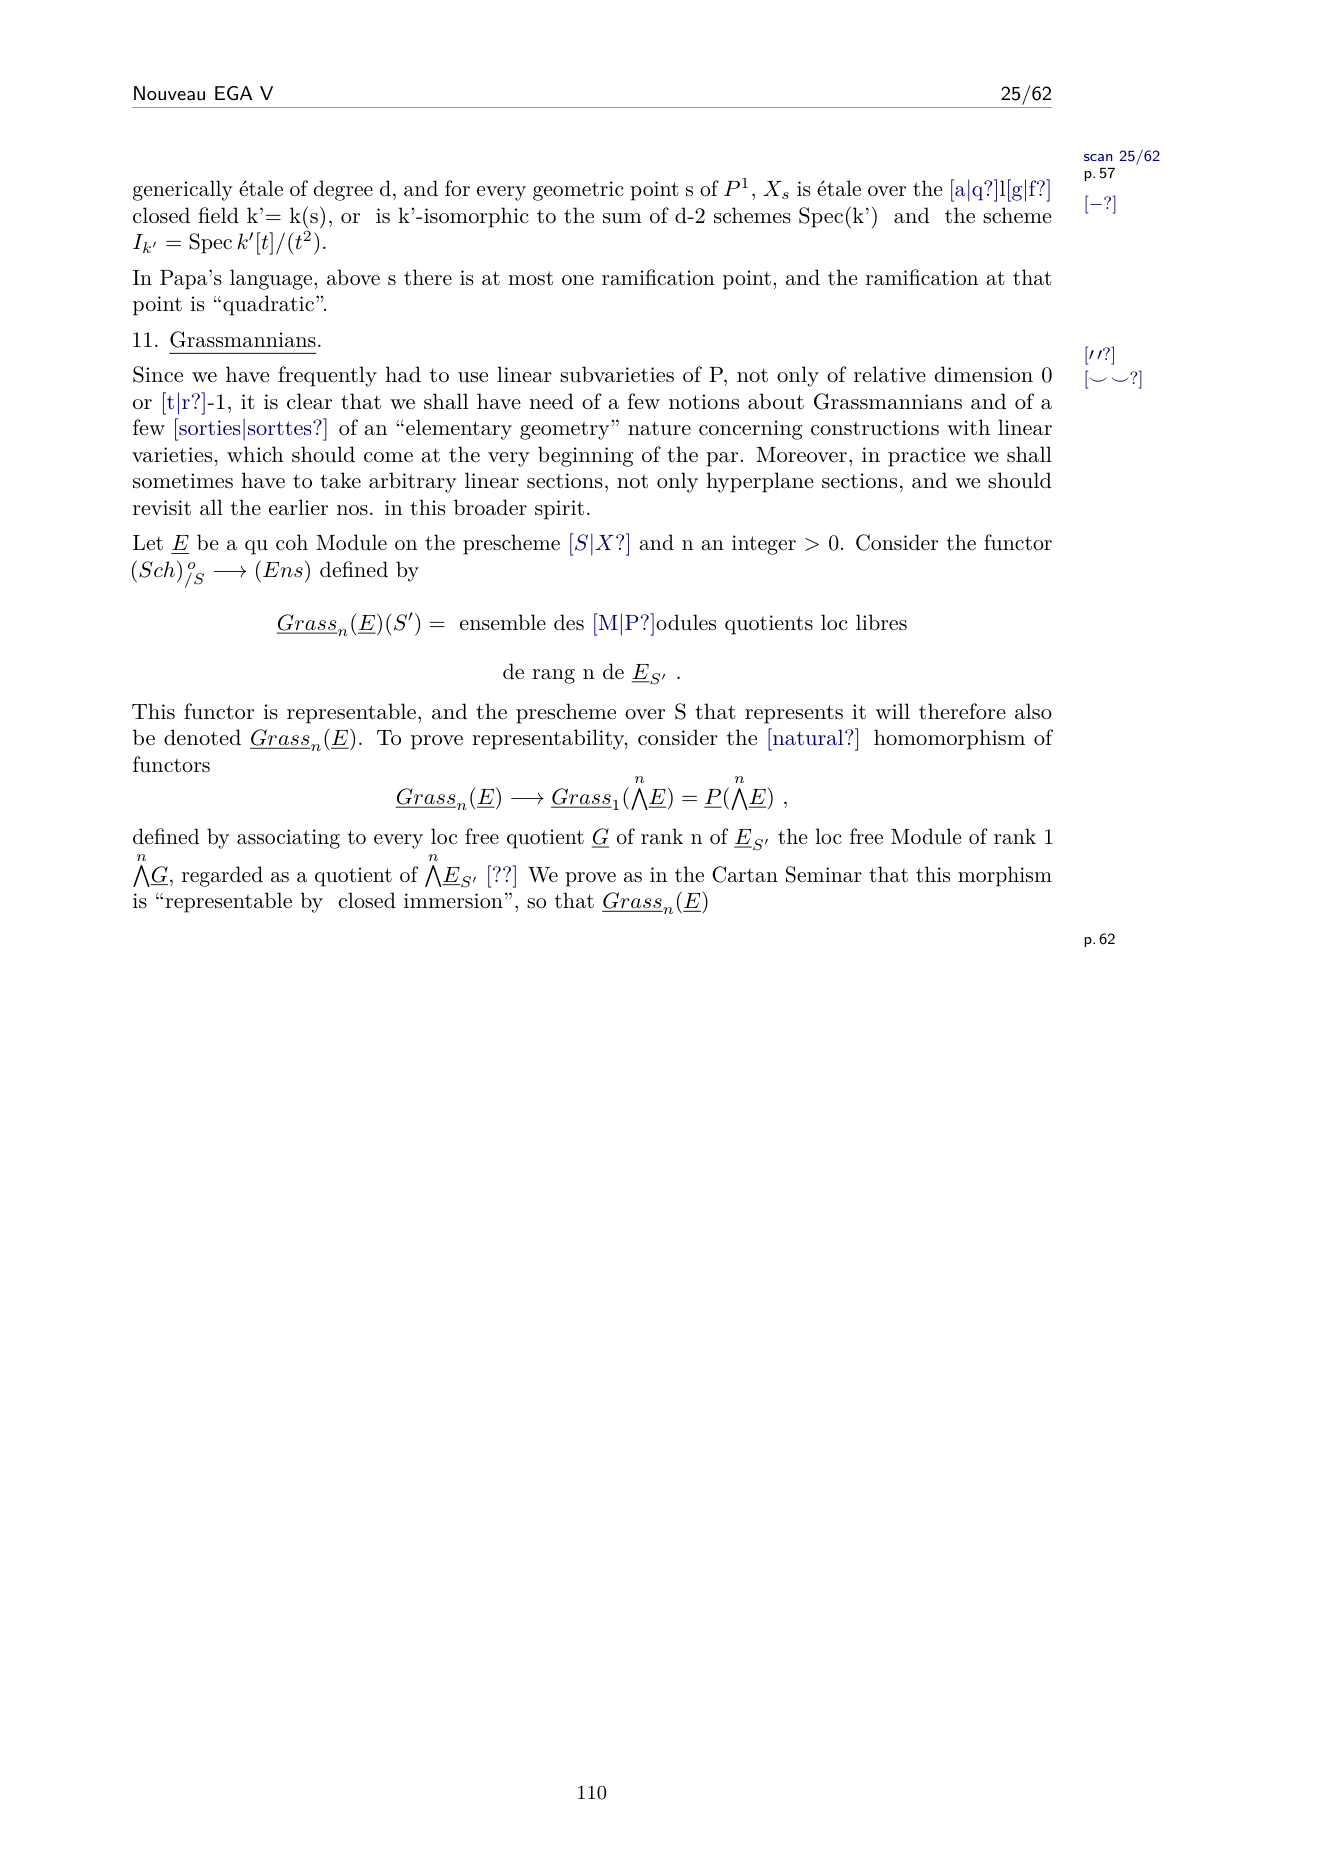 Nouveau EGA V 25/62
scan 25/62
p. 57
generically étale of degree d, and for every geometric point s of P¹, X_s is étale over the [a|q?]l[g|f?]
[−?]
closed field k'= k(s), or is k'-isomorphic to the sum of d-2 schemes Spec(k') and the scheme
I_{k′} = Spec k′[t]/(t²).
In Papa's language, above s there is at most one ramification point, and the ramification at that
point is “quadratic”.
11. Grassmannians.
[′ ′?]
[⌣ ⌣?]
Since we have frequently had to use linear subvarieties of P, not only of relative dimension 0
or [t|r?]-1, it is clear that we shall have need of a few notions about Grassmannians and of a
few [sorties|sorttes?] of an “elementary geometry” nature concerning constructions with linear
varieties, which should come at the very beginning of the par. Moreover, in practice we shall
sometimes have to take arbitrary linear sections, not only hyperplane sections, and we should
revisit all the earlier nos. in this broader spirit.
Let E be a qu coh Module on the prescheme [S|X?] and n an integer > 0. Consider the functor
(Sch)°_{/S} ⟶ (Ens) defined by
Grass_n(E)(S′) = ensemble des [M|P?]odules quotients loc libres
de rang n de E_{S′} .
This functor is representable, and the prescheme over S that represents it will therefore also
be denoted Grass_n(E). To prove representability, consider the [natural?] homomorphism of
functors
Grass_n(E) ⟶ Grass_1(⋀ⁿE) = P(⋀ⁿE) ,
defined by associating to every loc free quotient G of rank n of E_{S′} the loc free Module of rank 1
⋀ⁿG, regarded as a quotient of ⋀ⁿE_{S′} [??] We prove as in the Cartan Seminar that this morphism
is “representable by closed immersion”, so that Grass_n(E)
p. 62
110